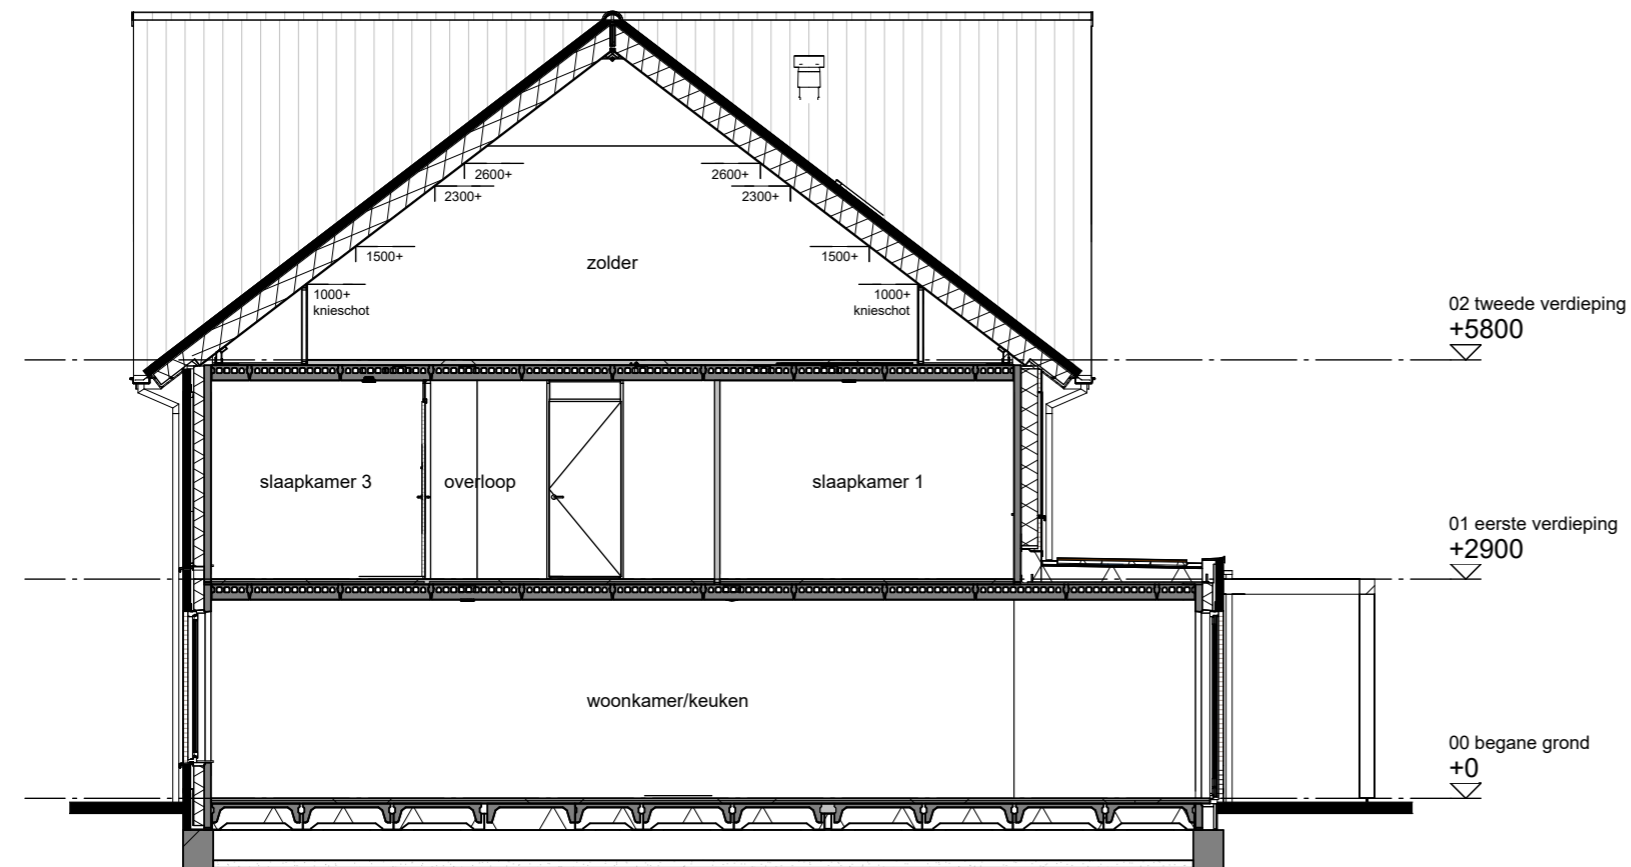 2600+
2600+
2300+
2300+
1500+
1500+
zolder
1000+
knieschot
1000+
knieschot
02 tweede verdieping
+5800
slaapkamer 3
overloop
slaapkamer 1
01 eerste verdieping
+2900
woonkamer/keuken
00 begane grond
+0